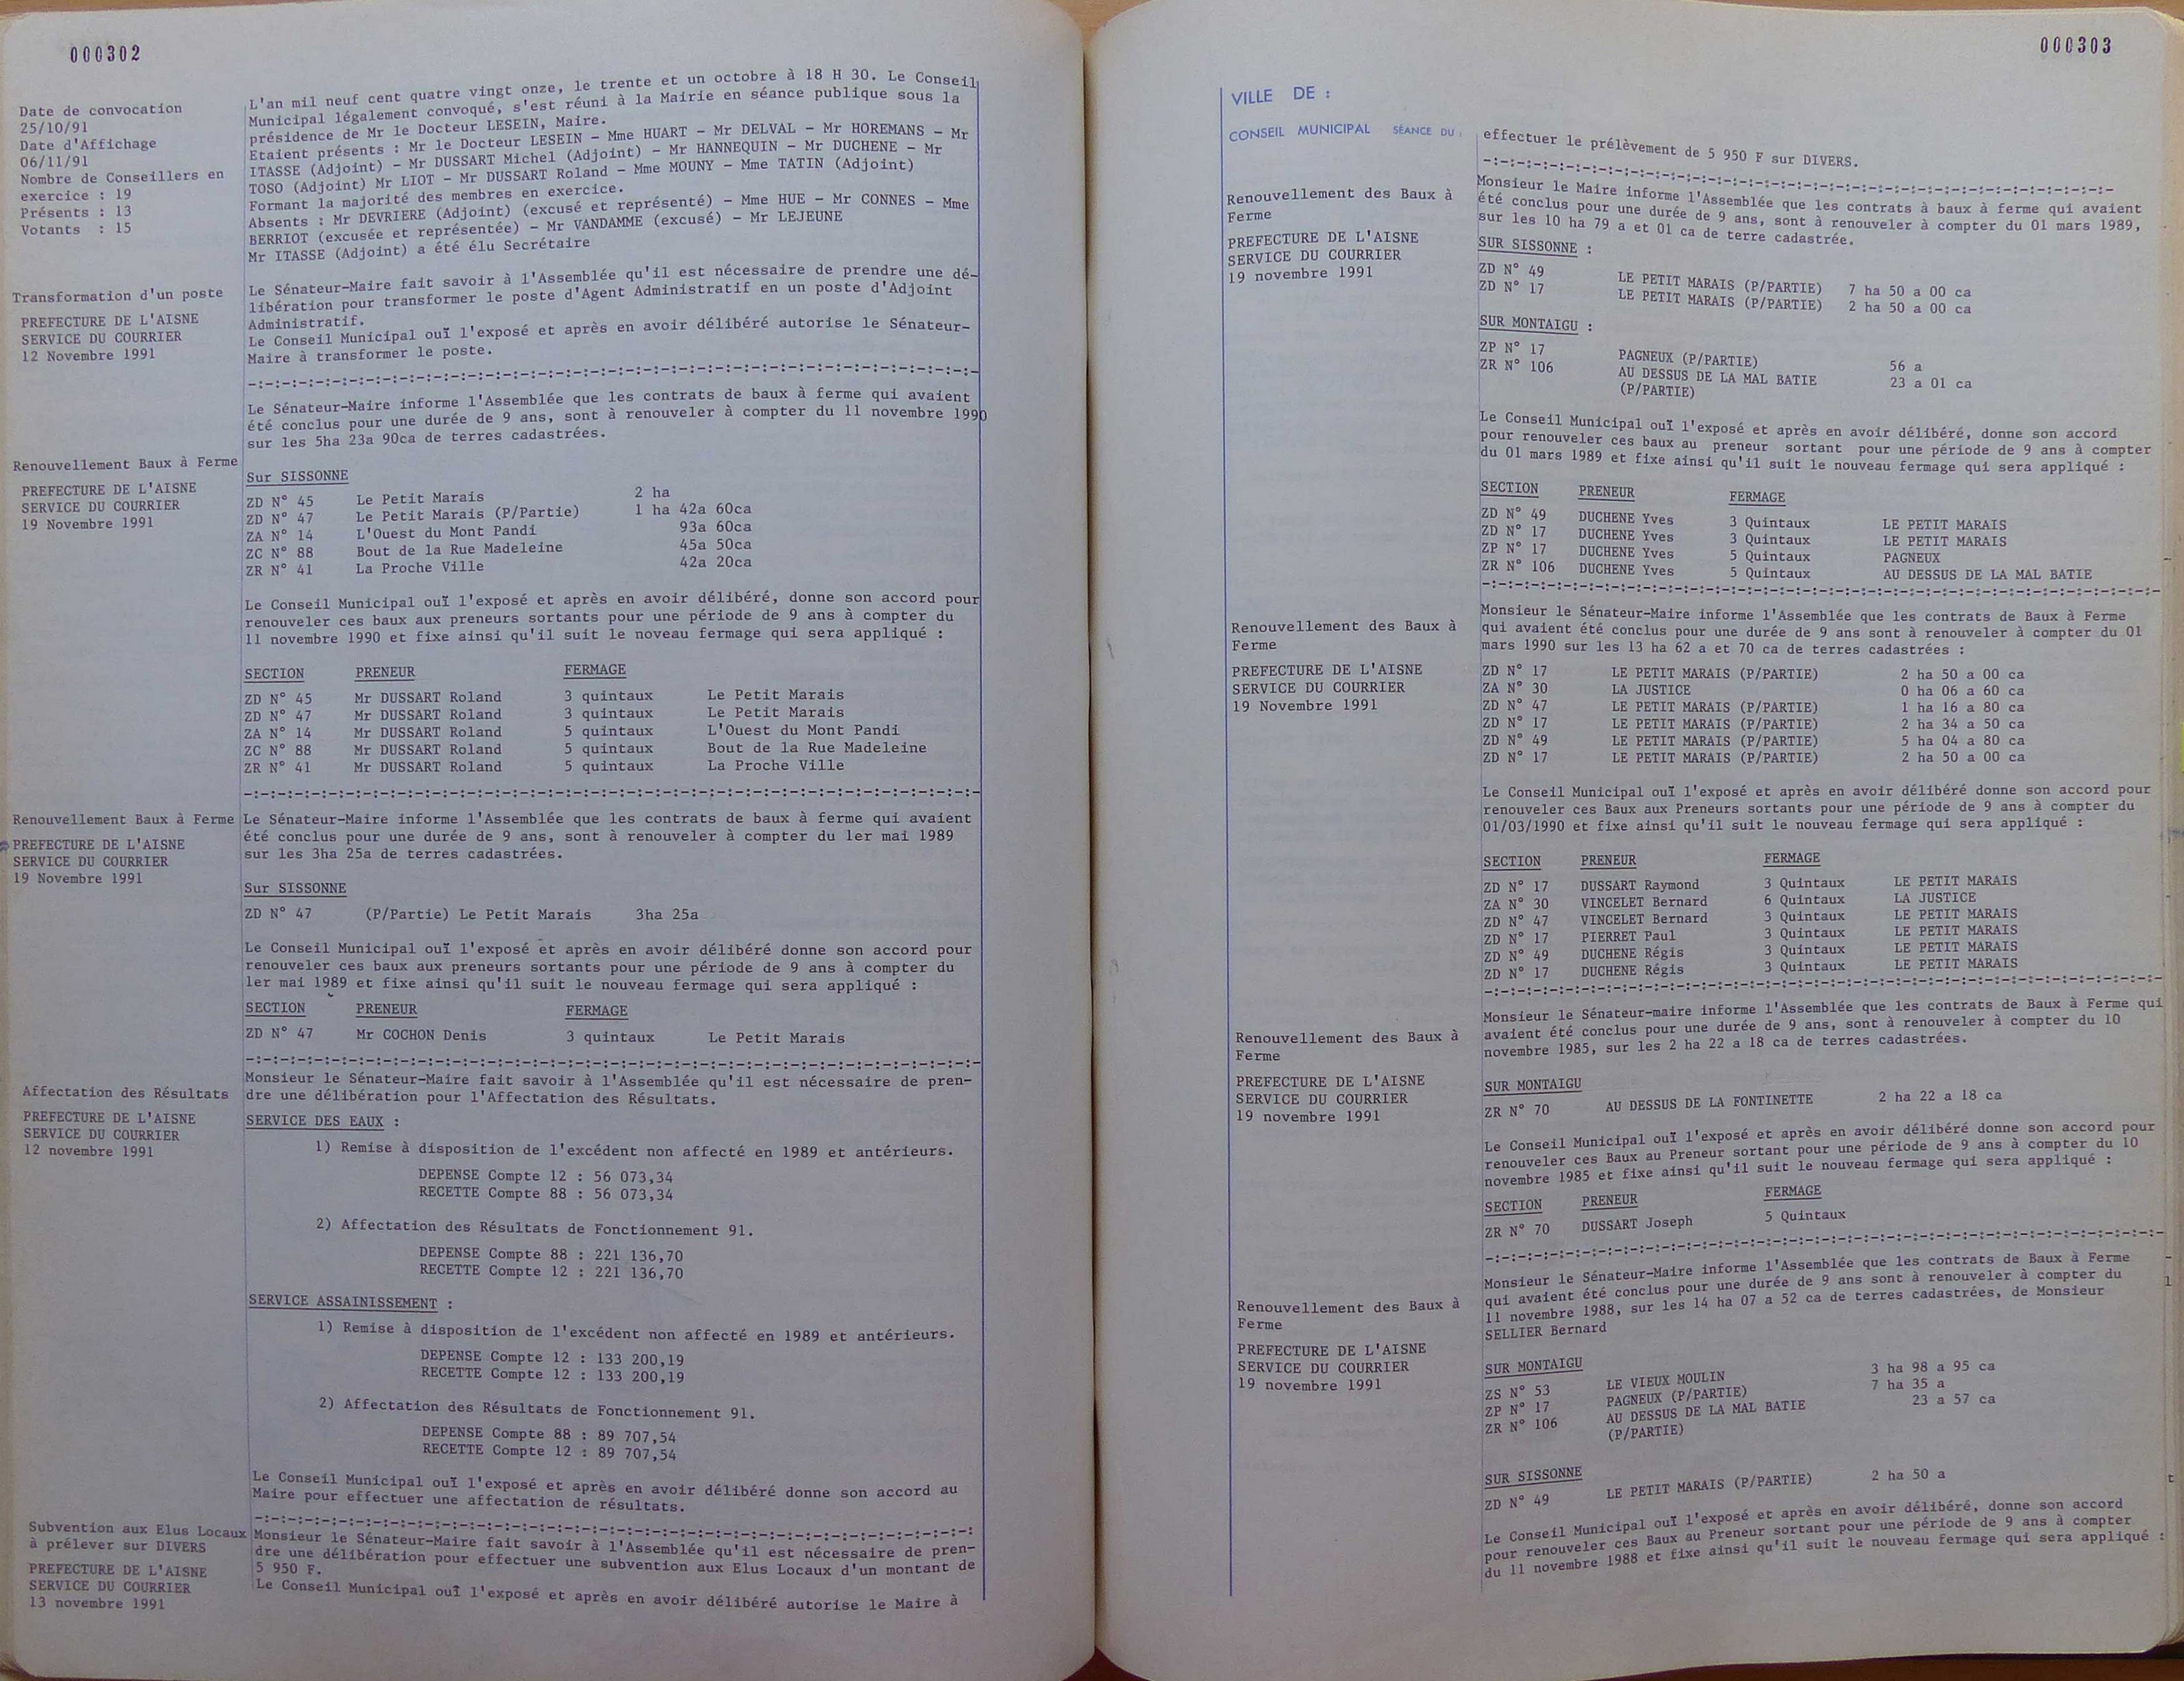 000302
Date de convocation
25/10/91
Date d'Affichage
06/11/91
Nombre de Conseillers en
exercice : 19
Présents : 13
Votants : 15
L'an mil neuf cent quatre vingt onze, le trente et un octobre à 18 H 30. Le Conseil
Municipal légalement convoqué, s'est réuni à la Mairie en séance publique sous la
présidence de Mr le Docteur LESEIN, Maire.
Etaient présents : Mr le Docteur LESEIN - Mme HUART - Mr DELVAL - Mr HOREMANS - Mr
ITASSE (Adjoint) - Mr DUSSART Michel (Adjoint) - Mr HANNEQUIN - Mr DUCHENE - Mr
TOSO (Adjoint) Mr LIOT - Mr DUSSART Roland - Mme MOUNY - Mme TATIN (Adjoint)
Formant la majorité des membres en exercice.
Absents : Mr DEVRIERE (Adjoint) (excusé et représenté) - Mme HUE - Mr CONNES - Mme
BERRIOT (excusée et représentée) - Mr VANDAMME (excusé) - Mr LEJEUNE
Mr ITASSE (Adjoint) a été élu Secrétaire
Transformation d'un poste
PREFECTURE DE L'AISNE
SERVICE DU COURRIER
12 Novembre 1991
Le Sénateur-Maire fait savoir à l'Assemblée qu'il est nécessaire de prendre une dé-
libération pour transformer le poste d'Agent Administratif en un poste d'Adjoint
Administratif.
Le Conseil Municipal ouï l'exposé et après en avoir délibéré autorise le Sénateur-
Maire à transformer le poste.
-:-:-:-:-:-:-:-:-:-:-:-:-:-:-:-:-:-:-:-:-:-:-:-:-:-:-:-:-:-:-:-:-:-:-:-:-:-:-:-:-
Le Sénateur-Maire informe l'Assemblée que les contrats de baux à ferme qui avaient
été conclus pour une durée de 9 ans, sont à renouveler à compter du 11 novembre 1990
sur les 5ha 23a 90ca de terres cadastrées.
Renouvellement Baux à Ferme
PREFECTURE DE L'AISNE
SERVICE DU COURRIER
19 Novembre 1991
Sur SISSONNE
ZD N° 45 Le Petit Marais 2 ha
ZD N° 47 Le Petit Marais (P/Partie) 1 ha 42a 60ca
ZA N° 14 L'Ouest du Mont Pandi 93a 60ca
ZC N° 88 Bout de la Rue Madeleine 45a 50ca
ZR N° 41 La Proche Ville 42a 20ca
Le Conseil Municipal ouï l'exposé et après en avoir délibéré, donne son accord pour
renouveler ces baux aux preneurs sortants pour une période de 9 ans à compter du
11 novembre 1990 et fixe ainsi qu'il suit le noveau fermage qui sera appliqué :
SECTION PRENEUR FERMAGE
ZD N° 45 Mr DUSSART Roland 3 quintaux Le Petit Marais
ZD N° 47 Mr DUSSART Roland 3 quintaux Le Petit Marais
ZA N° 14 Mr DUSSART Roland 5 quintaux L'Ouest du Mont Pandi
ZC N° 88 Mr DUSSART Roland 5 quintaux Bout de la Rue Madeleine
ZR N° 41 Mr DUSSART Roland 5 quintaux La Proche Ville
-:-:-:-:-:-:-:-:-:-:-:-:-:-:-:-:-:-:-:-:-:-:-:-:-:-:-:-:-:-:-:-:-:-:-:-:-:-:-:-:-
Renouvellement Baux à Ferme
PREFECTURE DE L'AISNE
SERVICE DU COURRIER
19 Novembre 1991
Le Sénateur-Maire informe l'Assemblée que les contrats de baux à ferme qui avaient
été conclus pour une durée de 9 ans, sont à renouveler à compter du 1er mai 1989
sur les 3ha 25a de terres cadastrées.
Sur SISSONNE
ZD N° 47 (P/Partie) Le Petit Marais 3ha 25a
Le Conseil Municipal ouï l'exposé et après en avoir délibéré donne son accord pour
renouveler ces baux aux preneurs sortants pour une période de 9 ans à compter du
1er mai 1989 et fixe ainsi qu'il suit le nouveau fermage qui sera appliqué :
SECTION PRENEUR FERMAGE
ZD N° 47 Mr COCHON Denis 3 quintaux Le Petit Marais
-:-:-:-:-:-:-:-:-:-:-:-:-:-:-:-:-:-:-:-:-:-:-:-:-:-:-:-:-:-:-:-:-:-:-:-:-:-:-:-:-
Affectation des Résultats
PREFECTURE DE L'AISNE
SERVICE DU COURRIER
12 novembre 1991
Monsieur le Sénateur-Maire fait savoir à l'Assemblée qu'il est nécessaire de pren-
dre une délibération pour l'Affectation des Résultats.
SERVICE DES EAUX :
1) Remise à disposition de l'excédent non affecté en 1989 et antérieurs.
DEPENSE Compte 12 : 56 073,34
RECETTE Compte 88 : 56 073,34
2) Affectation des Résultats de Fonctionnement 91.
DEPENSE Compte 88 : 221 136,70
RECETTE Compte 12 : 221 136,70
SERVICE ASSAINISSEMENT :
1) Remise à disposition de l'excédent non affecté en 1989 et antérieurs.
DEPENSE Compte 12 : 133 200,19
RECETTE Compte 12 : 133 200,19
2) Affectation des Résultats de Fonctionnement 91.
DEPENSE Compte 88 : 89 707,54
RECETTE Compte 12 : 89 707,54
Le Conseil Municipal ouï l'exposé et après en avoir délibéré donne son accord au
Maire pour effectuer une affectation de résultats.
-:-:-:-:-:-:-:-:-:-:-:-:-:-:-:-:-:-:-:-:-:-:-:-:-:-:-:-:-:-:-:-:-:-:-:-:-:-:-:-:
Subvention aux Elus Locaux
à prélever sur DIVERS
PREFECTURE DE L'AISNE
SERVICE DU COURRIER
13 novembre 1991
Monsieur le Sénateur-Maire fait savoir à l'Assemblée qu'il est nécessaire de pren-
dre une délibération pour effectuer une subvention aux Elus Locaux d'un montant de
5 950 F.
Le Conseil Municipal ouï l'exposé et après en avoir délibéré autorise le Maire à
000303
VILLE DE :
CONSEIL MUNICIPAL SÉANCE DU :
effectuer le prélèvement de 5 950 F sur DIVERS.
-:-:-:-:-:-:-:-:-:-:-:-:-:-:-:-:-:-:-:-:-:-:-:-:-:-:-:-:-:-:-:-:-:-:-:-
Renouvellement des Baux à
Ferme
PREFECTURE DE L'AISNE
SERVICE DU COURRIER
19 novembre 1991
Monsieur le Maire informe l'Assemblée que les contrats à baux à ferme qui avaient
été conclus pour une durée de 9 ans, sont à renouveler à compter du 01 mars 1989,
sur les 10 ha 79 a et 01 ca de terre cadastrée.
SUR SISSONNE :
ZD N° 49 LE PETIT MARAIS (P/PARTIE) 7 ha 50 a 00 ca
ZD N° 17 LE PETIT MARAIS (P/PARTIE) 2 ha 50 a 00 ca
SUR MONTAIGU :
ZP N° 17 PAGNEUX (P/PARTIE) 56 a
ZR N° 106 AU DESSUS DE LA MAL BATIE 23 a 01 ca
(P/PARTIE)
Le Conseil Municipal ouï l'exposé et après en avoir délibéré, donne son accord
pour renouveler ces baux au preneur sortant pour une période de 9 ans à compter
du 01 mars 1989 et fixe ainsi qu'il suit le nouveau fermage qui sera appliqué :
SECTION PRENEUR FERMAGE
ZD N° 49 DUCHENE Yves 3 Quintaux LE PETIT MARAIS
ZD N° 17 DUCHENE Yves 3 Quintaux LE PETIT MARAIS
ZP N° 17 DUCHENE Yves 5 Quintaux PAGNEUX
ZR N° 106 DUCHENE Yves 5 Quintaux AU DESSUS DE LA MAL BATIE
-:-:-:-:-:-:-:-:-:-:-:-:-:-:-:-:-:-:-:-:-:-:-:-:-:-:-:-:-:-:-:-:-:-:-:-:-:-
Renouvellement des Baux à
Ferme
PREFECTURE DE L'AISNE
SERVICE DU COURRIER
19 Novembre 1991
Monsieur le Sénateur-Maire informe l'Assemblée que les contrats de Baux à Ferme
qui avaient été conclus pour une durée de 9 ans sont à renouveler à compter du 01
mars 1990 sur les 13 ha 62 a et 70 ca de terres cadastrées :
ZD N° 17 LE PETIT MARAIS (P/PARTIE) 2 ha 50 a 00 ca
ZA N° 30 LA JUSTICE 0 ha 06 a 60 ca
ZD N° 47 LE PETIT MARAIS (P/PARTIE) 1 ha 16 a 80 ca
ZD N° 17 LE PETIT MARAIS (P/PARTIE) 2 ha 34 a 50 ca
ZD N° 49 LE PETIT MARAIS (P/PARTIE) 5 ha 04 a 80 ca
ZD N° 17 LE PETIT MARAIS (P/PARTIE) 2 ha 50 a 00 ca
Le Conseil Municipal ouï l'exposé et après en avoir délibéré donne son accord pour
renouveler ces Baux aux Preneurs sortants pour une période de 9 ans à compter du
01/03/1990 et fixe ainsi qu'il suit le nouveau fermage qui sera appliqué :
SECTION PRENEUR FERMAGE
ZD N° 17 DUSSART Raymond 3 Quintaux LE PETIT MARAIS
ZA N° 30 VINCELET Bernard 6 Quintaux LA JUSTICE
ZD N° 47 VINCELET Bernard 3 Quintaux LE PETIT MARAIS
ZD N° 17 PIERRET Paul 3 Quintaux LE PETIT MARAIS
ZD N° 49 DUCHENE Régis 3 Quintaux LE PETIT MARAIS
ZD N° 17 DUCHENE Régis 3 Quintaux LE PETIT MARAIS
-:-:-:-:-:-:-:-:-:-:-:-:-:-:-:-:-:-:-:-:-:-:-:-:-:-:-:-:-:-:-:-:-:-:-:-:-:-
Renouvellement des Baux à
Ferme
PREFECTURE DE L'AISNE
SERVICE DU COURRIER
19 novembre 1991
Monsieur le Sénateur-maire informe l'Assemblée que les contrats de Baux à Ferme qui
avaient été conclus pour une durée de 9 ans, sont à renouveler à compter du 10
novembre 1985, sur les 2 ha 22 a 18 ca de terres cadastrées.
SUR MONTAIGU
ZR N° 70 AU DESSUS DE LA FONTINETTE 2 ha 22 a 18 ca
Le Conseil Municipal ouï l'exposé et après en avoir délibéré donne son accord pour
renouveler ces Baux au Preneur sortant pour une période de 9 ans à compter du 10
novembre 1985 et fixe ainsi qu'il suit le nouveau fermage qui sera appliqué :
SECTION PRENEUR FERMAGE
ZR N° 70 DUSSART Joseph 5 Quintaux
-:-:-:-:-:-:-:-:-:-:-:-:-:-:-:-:-:-:-:-:-:-:-:-:-:-:-:-:-:-:-:-:-:-:-:-:-:-
Renouvellement des Baux à
Ferme
PREFECTURE DE L'AISNE
SERVICE DU COURRIER
19 novembre 1991
Monsieur le Sénateur-Maire informe l'Assemblée que les contrats de Baux à Ferme
qui avaient été conclus pour une durée de 9 ans sont à renouveler à compter du
11 novembre 1988, sur les 14 ha 07 a 52 ca de terres cadastrées, de Monsieur
SELLIER Bernard
SUR MONTAIGU
ZS N° 53 LE VIEUX MOULIN 3 ha 98 a 95 ca
ZP N° 17 PAGNEUX (P/PARTIE) 7 ha 35 a
ZR N° 106 AU DESSUS DE LA MAL BATIE 23 a 57 ca
(P/PARTIE)
SUR SISSONNE
ZD N° 49 LE PETIT MARAIS (P/PARTIE) 2 ha 50 a
Le Conseil Municipal ouï l'exposé et après en avoir délibéré, donne son accord
pour renouveler ces Baux au Preneur sortant pour une période de 9 ans à compter
du 11 novembre 1988 et fixe ainsi qu'il suit le nouveau fermage qui sera appliqué :